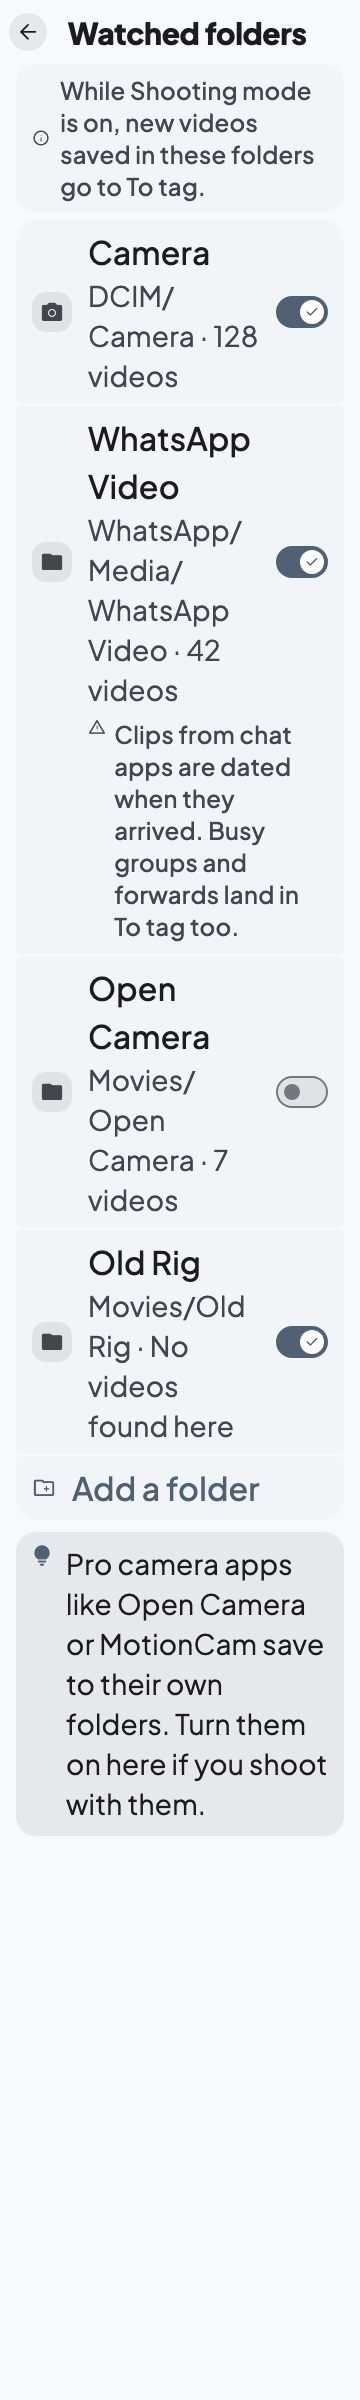 Watched folders
While Shooting mode
is on, new videos
saved in these folders
go to To tag.
Camera
DCIM/
Camera · 128
videos
WhatsApp
Video
WhatsApp/
Media/
WhatsApp
Video · 42
videos
Clips from chat
apps are dated
when they
arrived. Busy
groups and
forwards land in
To tag too.
Open
Camera
Movies/
Open
Camera · 7
videos
Old Rig
Movies/Old
Rig · No
videos
found here
Add a folder
Pro camera apps
like Open Camera
or MotionCam save
to their own
folders. Turn them
on here if you shoot
with them.